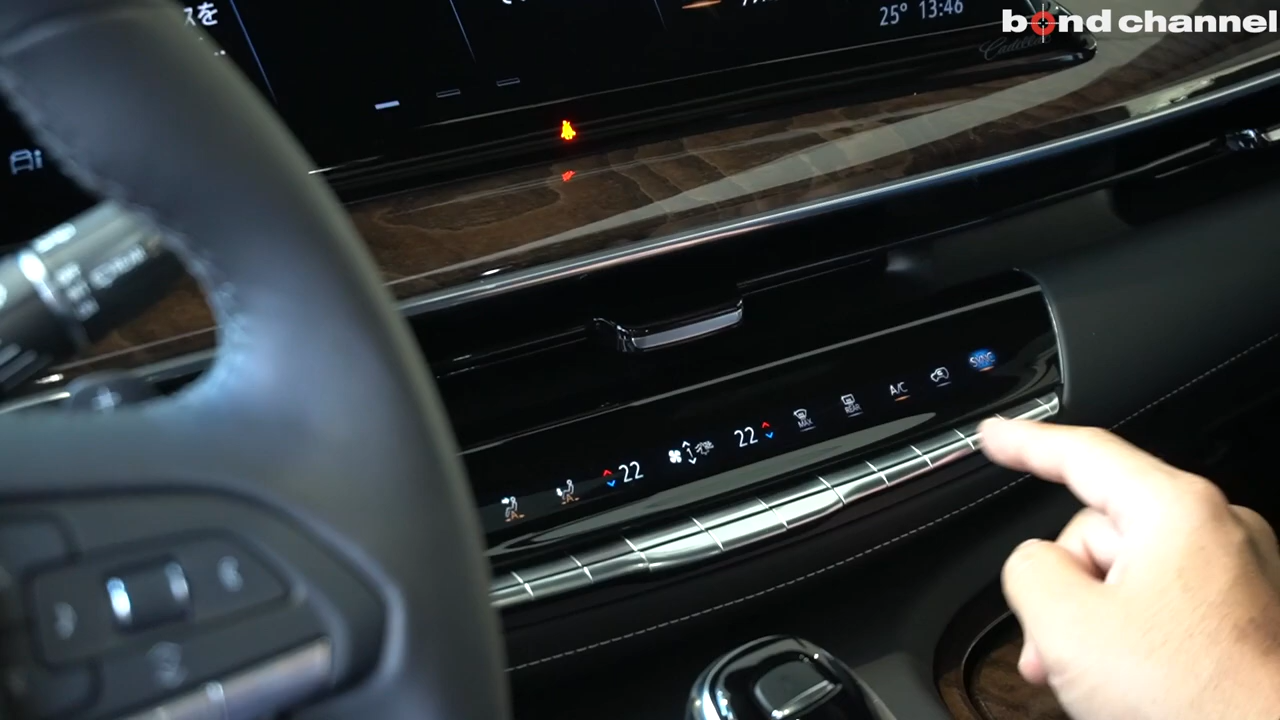 bond channel
スを
25° 13:46
Cadillac
22
22
MAX
REAR
A/C
SYNC